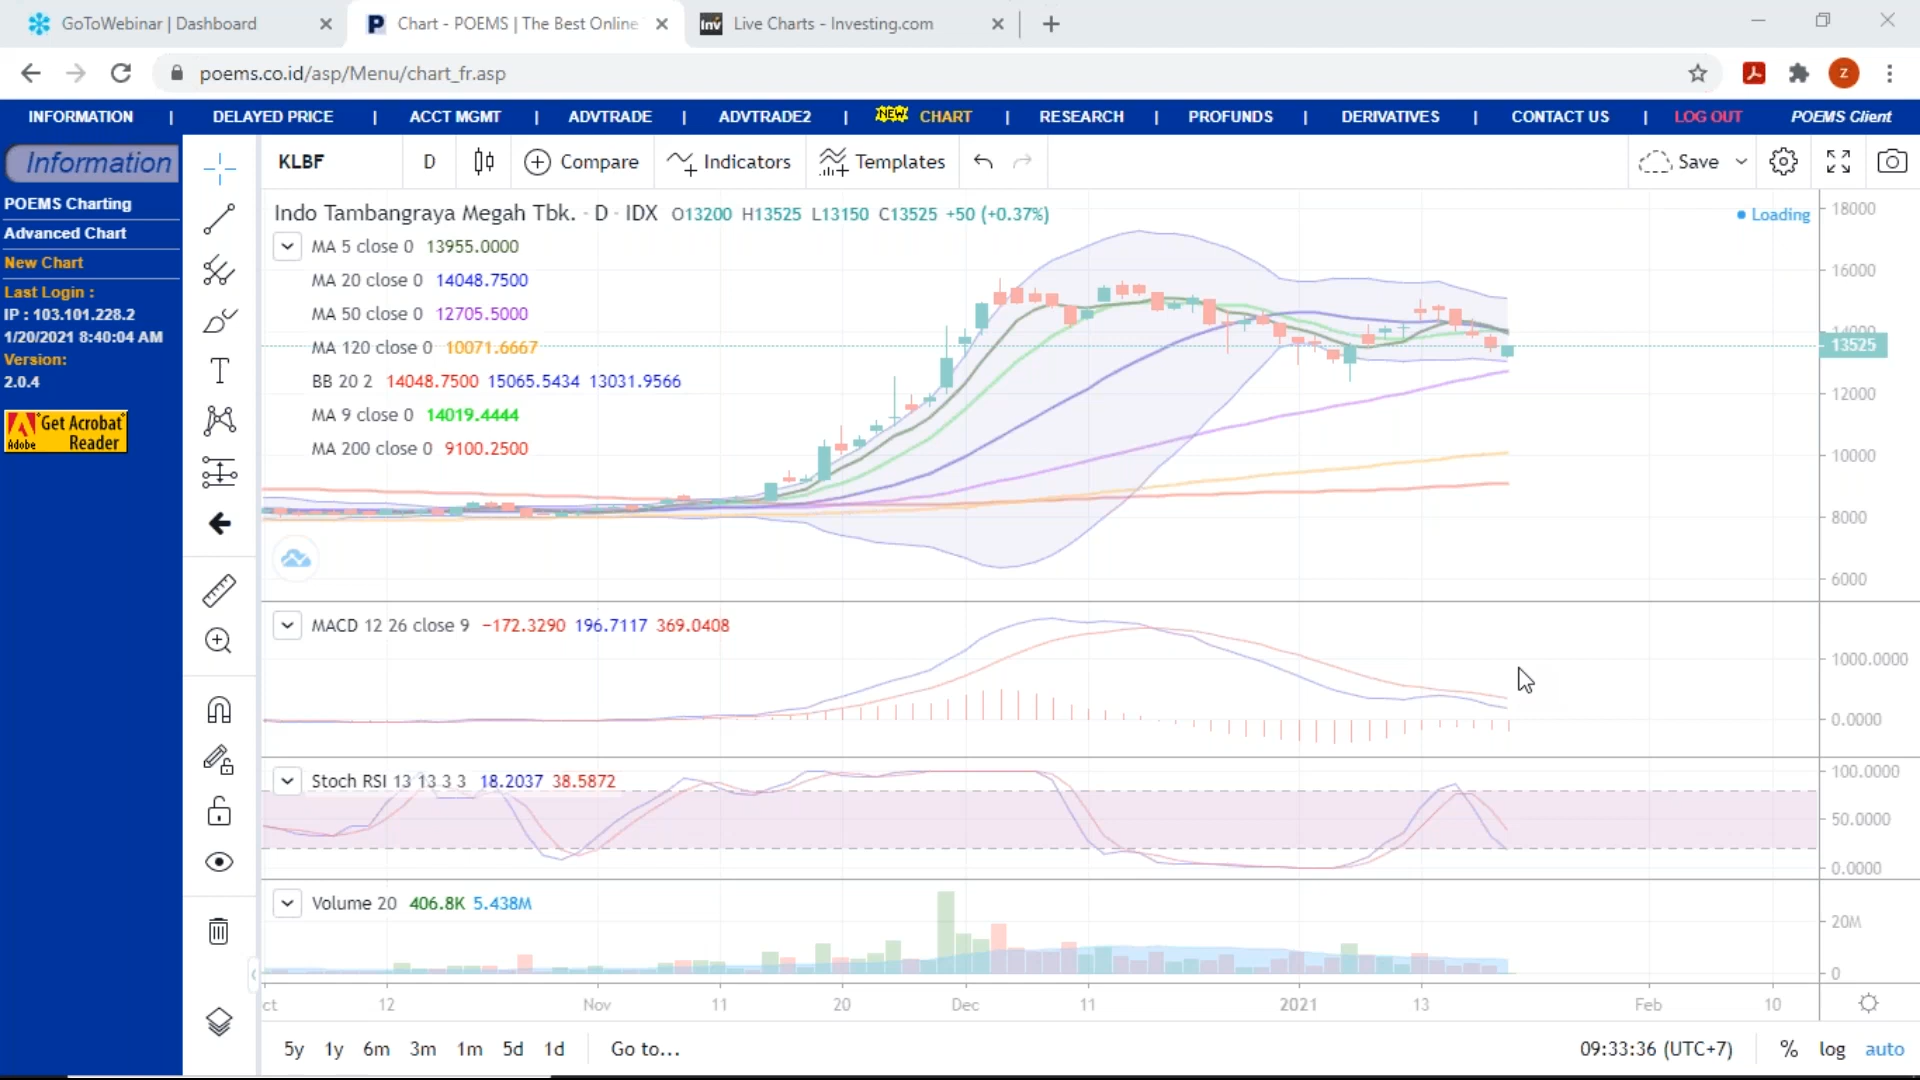 GoToWebinar | Dashboard
Chart - POEMS | The Best Online
Live Charts - Investing.com
poems.co.id/asp/Menu/chart_fr.asp
Z
INFORMATION | DELAYED PRICE | ACCT MGMT | ADVTRADE | ADVTRADE2 | NEW CHART | RESEARCH | PROFUNDS | DERIVATIVES | CONTACT US | LOG OUT POEMS Client
Information
POEMS Charting
Advanced Chart
New Chart
Last Login :
IP : 103.101.228.2
1/20/2021 8:40:04 AM
Version:
2.0.4
Get Acrobat
Adobe Reader
KLBF D Compare Indicators Templates Save
Indo Tambangraya Megah Tbk. · D · IDX O13200 H13525 L13150 C13525 +50 (+0.37%)
Loading
MA 5 close 0 13955.0000
MA 20 close 0 14048.7500
MA 50 close 0 12705.5000
MA 120 close 0 10071.6667
BB 20 2 14048.7500 15065.5434 13031.9566
MA 9 close 0 14019.4444
MA 200 close 0 9100.2500
18000
16000
14000
13525
12000
10000
8000
6000
MACD 12 26 close 9 −172.3290 196.7117 369.0408
1000.0000
0.0000
Stoch RSI 13 13 3 3 18.2037 38.5872
100.0000
50.0000
0.0000
Volume 20 406.8K 5.438M
20M
0
ct 12 Nov 11 20 Dec 11 2021 13 Feb 10
5y 1y 6m 3m 1m 5d 1d Go to... 09:33:36 (UTC+7) % log auto